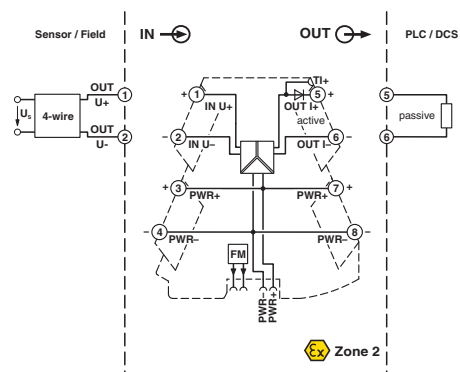 Sensor / Field
IN
OUT
PLC / DCS
OUT
U+
1
+ 1
IN U+
TI+
5 +
OUT I+
active
5
Us
4-wire
passive
OUT
U-
2
- 2
IN U-
6 -
OUT I-
6
+ 3
PWR+
7 +
PWR+
- 4
PWR-
8 -
PWR-
FM
PWR-
PWR+
Ex Zone 2